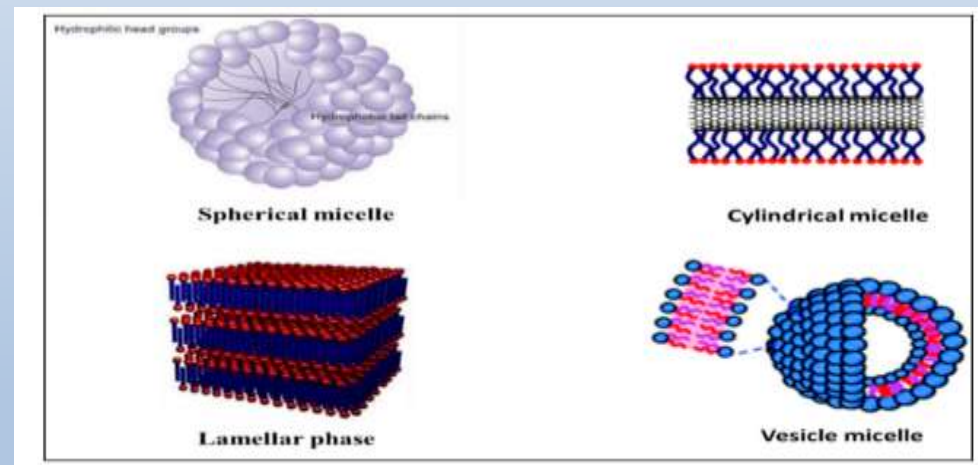 Hydrophilic head groups
Hydrophobic tail chains
Spherical micelle
Cylindrical micelle
Lamellar phase
Vesicle micelle